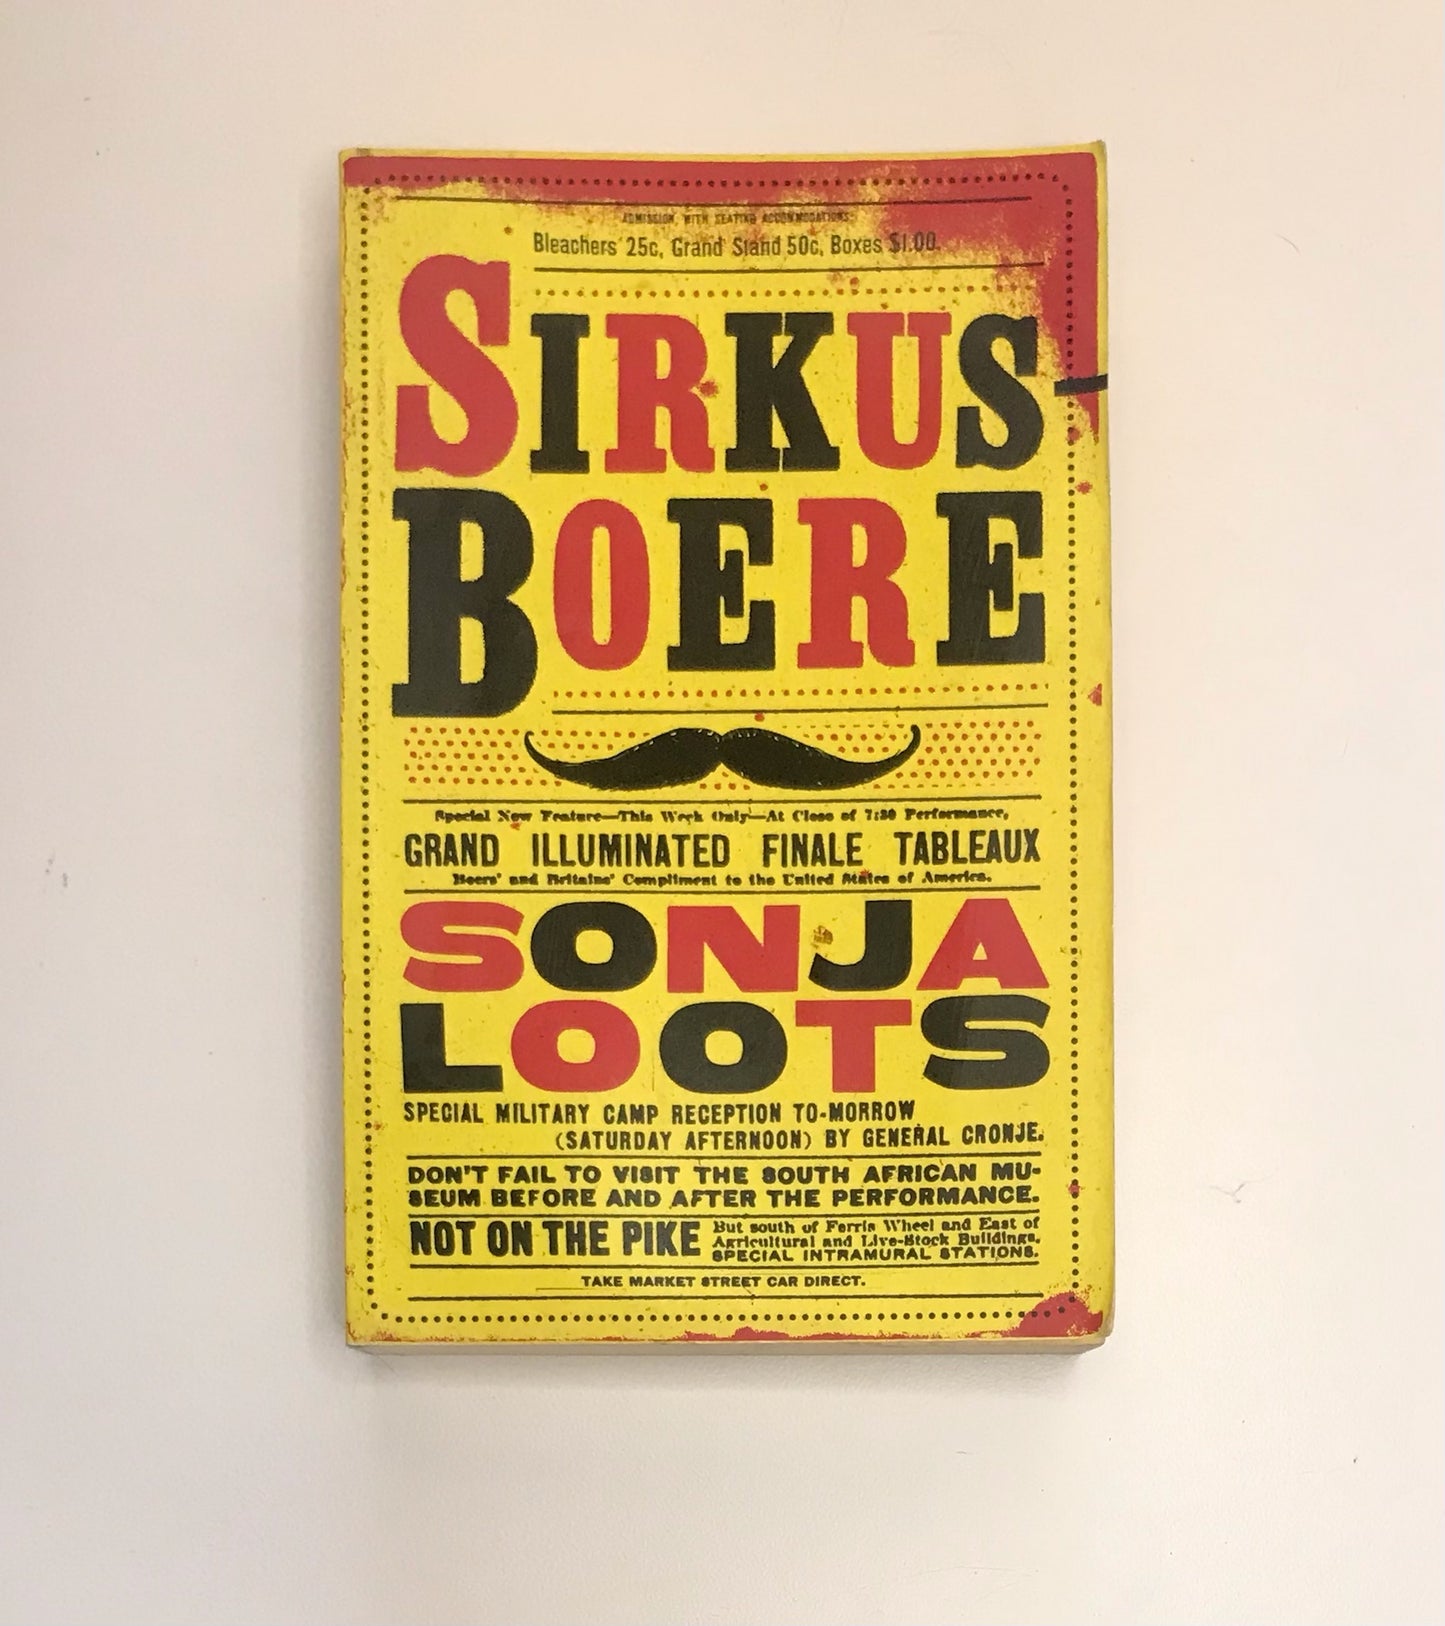 ADMISSION, WITH SEATING ACCOMMODATIONS:
Bleachers 25c, Grand Stand 50c, Boxes $1.00.
SIRKUS
BOERE
Special New Feature—This Week Only—At Close of 7:30 Performance,
GRAND ILLUMINATED FINALE TABLEAUX
Boers' and Britains' Compliment to the United States of America.
SONJA
LOOTS
SPECIAL MILITARY CAMP RECEPTION TO-MORROW
(SATURDAY AFTERNOON) BY GENERAL CRONJE.
DON'T FAIL TO VISIT THE SOUTH AFRICAN MU-
SEUM BEFORE AND AFTER THE PERFORMANCE.
NOT ON THE PIKE But south of Ferris Wheel and East of
Agricultural and Live-Stock Buildings.
SPECIAL INTRAMURAL STATIONS.
TAKE MARKET STREET CAR DIRECT.